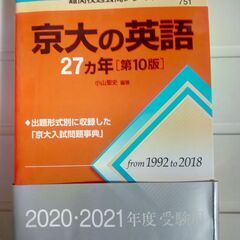 751
京大の英語
27ヵ年[第10版]
小山聖史 編著
◆出題形式別に収録した
「京大入試問題事典」
from 1992 to 2018
2020・2021年度受験用